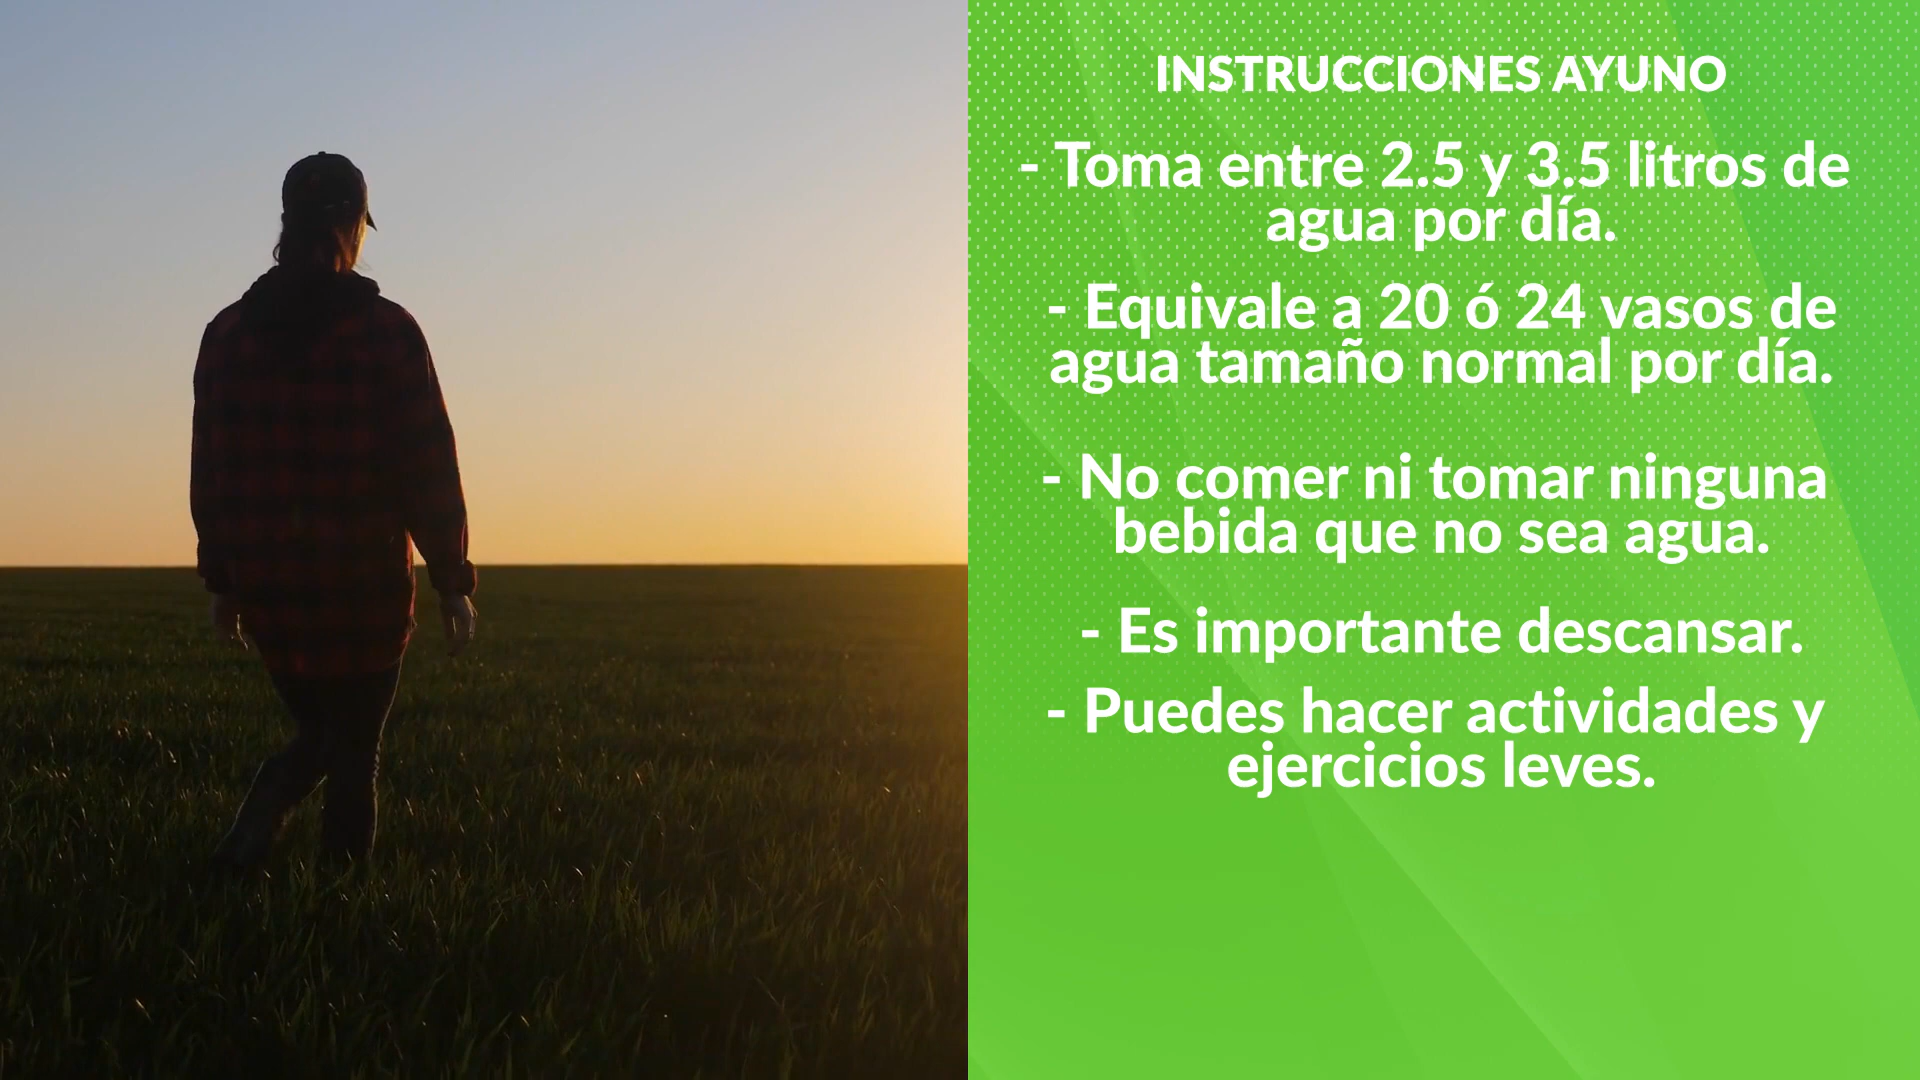 INSTRUCCIONES AYUNO
- Toma entre 2.5 y 3.5 litros de
agua por día.
- Equivale a 20 ó 24 vasos de
agua tamaño normal por día.
- No comer ni tomar ninguna
bebida que no sea agua.
- Es importante descansar.
- Puedes hacer actividades y
ejercicios leves.